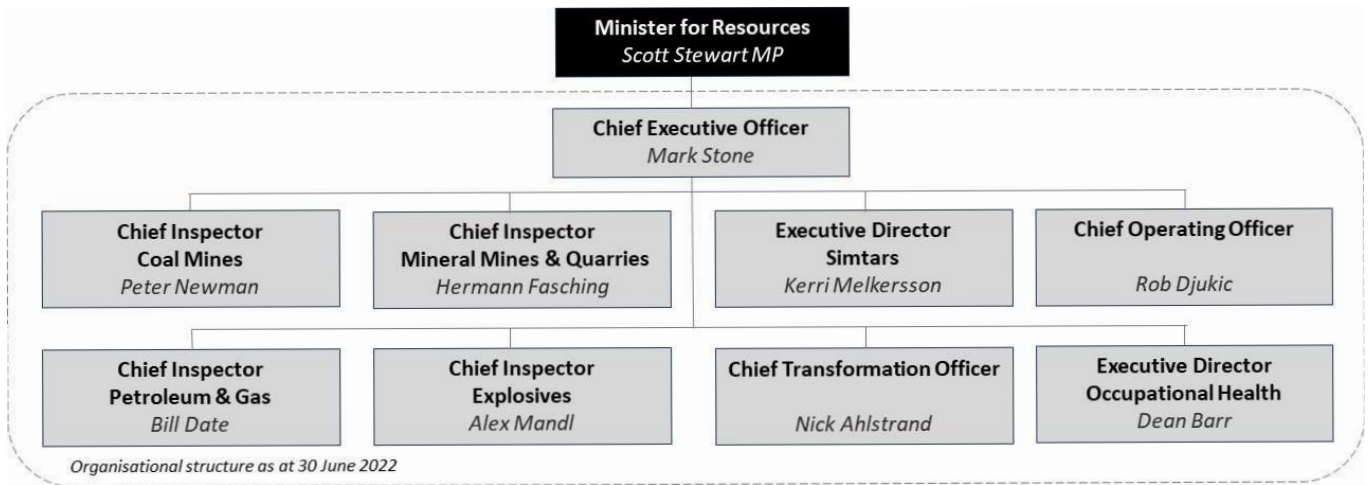 Minister for Resources
Scott Stewart MP
Chief Executive Officer
Mark Stone
Chief Inspector
Coal Mines
Peter Newman
Chief Inspector
Mineral Mines & Quarries
Hermann Fasching
Executive Director
Simtars
Kerri Melkersson
Chief Operating Officer
Rob Djukic
Chief Inspector
Petroleum & Gas
Bill Date
Chief Inspector
Explosives
Alex Mandl
Chief Transformation Officer
Nick Ahlstrand
Executive Director
Occupational Health
Dean Barr
Organisational structure as at 30 June 2022